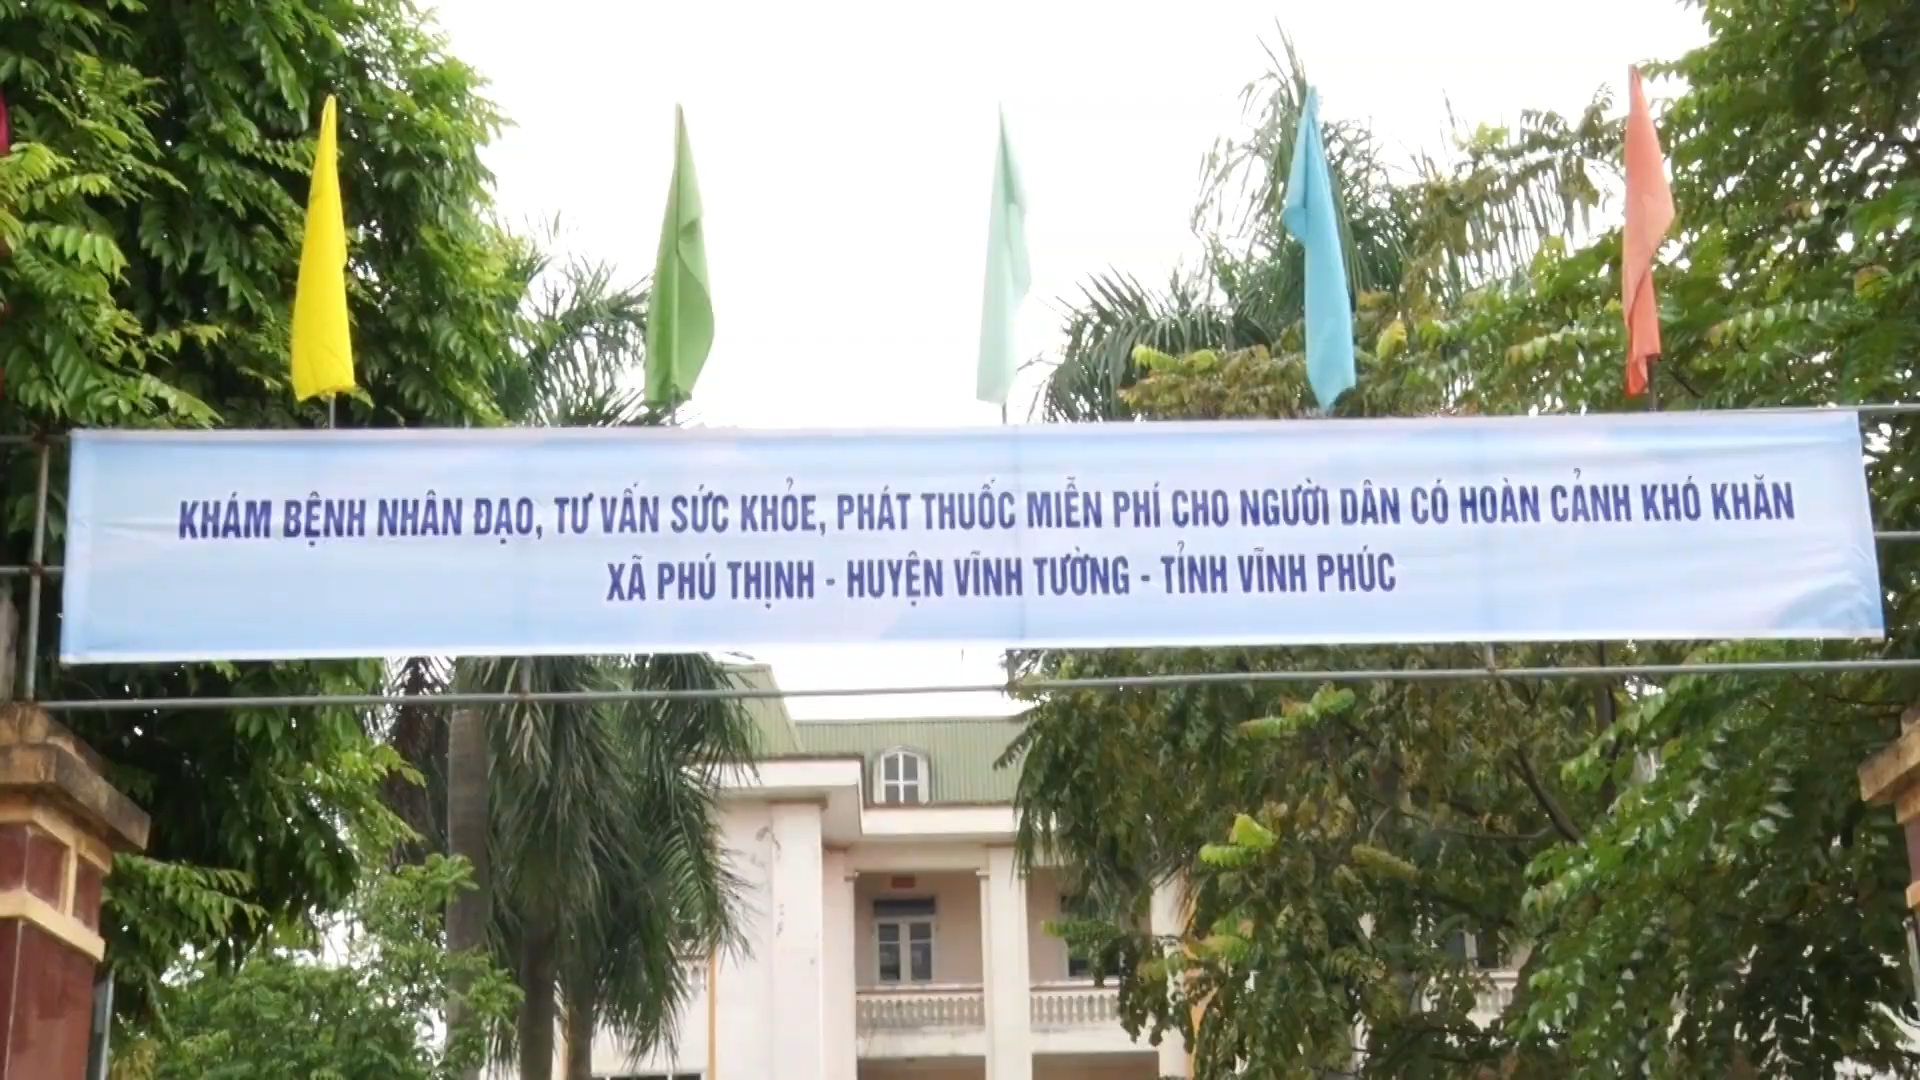 KHÁM BỆNH NHÂN ĐẠO, TƯ VẤN SỨC KHỎE, PHÁT THUỐC MIỄN PHÍ CHO NGƯỜI DÂN CÓ HOÀN CẢNH KHÓ KHĂN
XÃ PHÚ THỊNH - HUYỆN VĨNH TƯỜNG - TỈNH VĨNH PHÚC